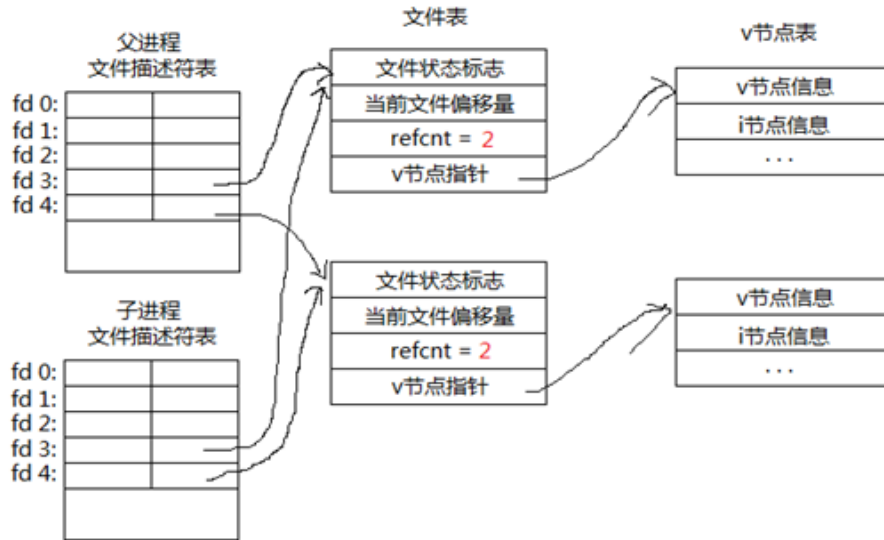 父进程
文件描述符表
fd 0:
fd 1:
fd 2:
fd 3:
fd 4:
子进程
文件描述符表
fd 0:
fd 1:
fd 2:
fd 3:
fd 4:
文件表
文件状态标志
当前文件偏移量
refcnt = 2
v节点指针
文件状态标志
当前文件偏移量
refcnt = 2
v节点指针
v节点表
v节点信息
i节点信息
. . .
v节点信息
i节点信息
. . .